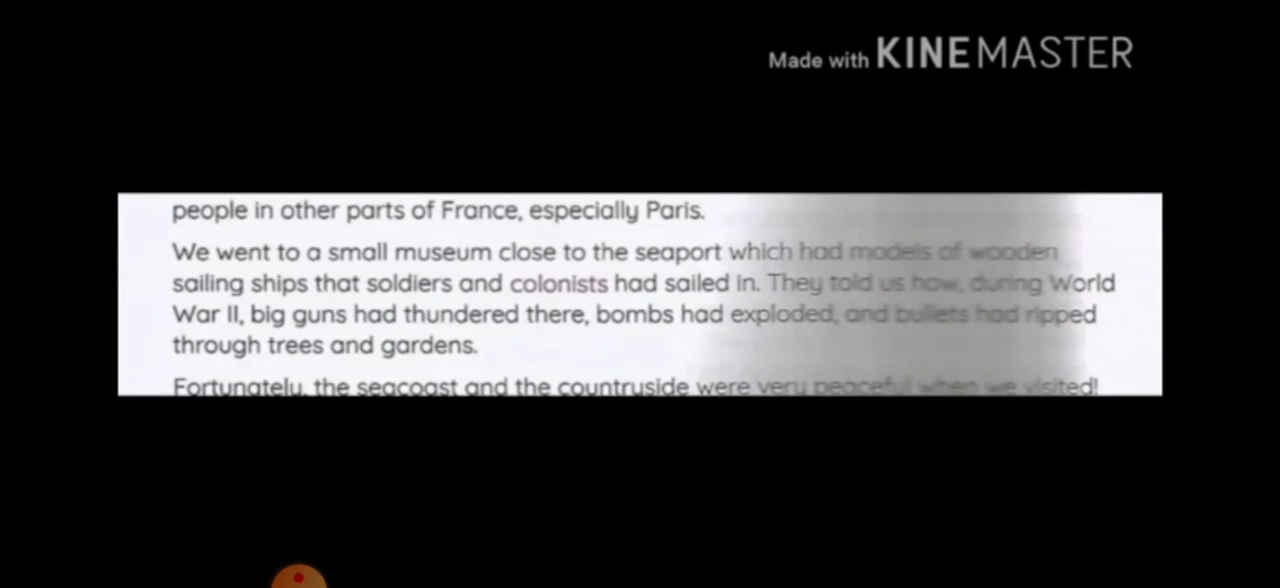 Made with KINEMASTER
people in other parts of France, especially Paris.
We went to a small museum close to the seaport which had models of wooden
sailing ships that soldiers and colonists had sailed in. They told us how, during World
War II, big guns had thundered there, bombs had exploded, and bullets had ripped
through trees and gardens.
Fortunately, the seacoast and the countryside were very peaceful when we visited!